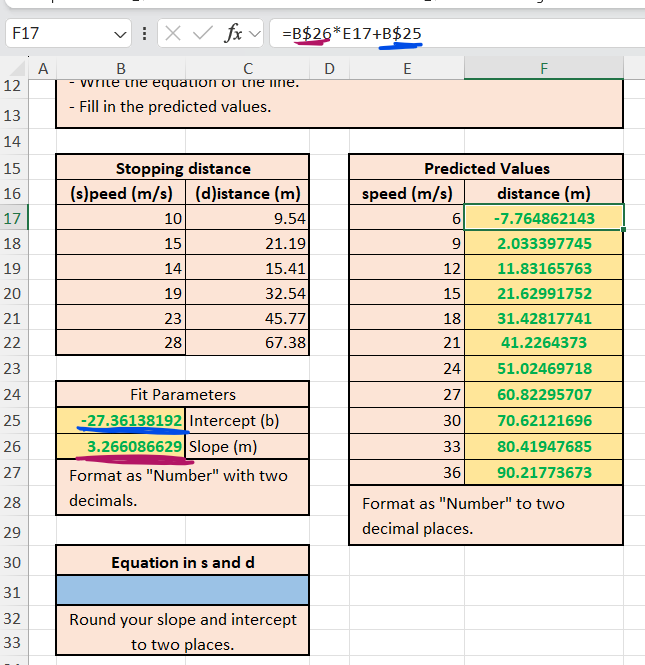 F17 fx =B$26*E17+B$25
A B C D E F
12 - Write the equation of the line.
13 - Fill in the predicted values.
14
15 Stopping distance Predicted Values
16 (s)peed (m/s) (d)istance (m) speed (m/s) distance (m)
17 10 9.54 6 -7.764862143
18 15 21.19 9 2.033397745
19 14 15.41 12 11.83165763
20 19 32.54 15 21.62991752
21 23 45.77 18 31.42817741
22 28 67.38 21 41.2264373
23 24 51.02469718
24 Fit Parameters 27 60.82295707
25 -27.36138192 Intercept (b) 30 70.62121696
26 3.266086629 Slope (m) 33 80.41947685
27 Format as "Number" with two 36 90.21773673
28 decimals. Format as "Number" to two
29 decimal places.
30 Equation in s and d
31
32 Round your slope and intercept
33 to two places.